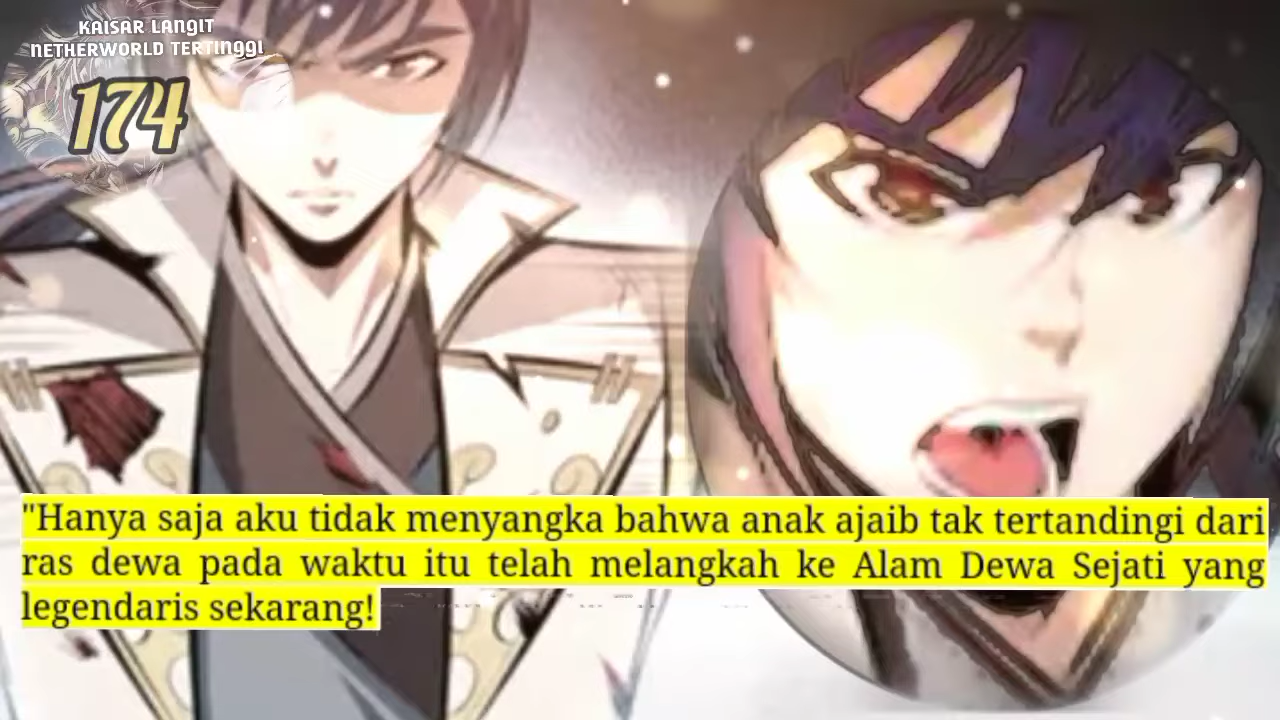 KAISAR LANGIT
NETHERWORLD TERTINGGI
174
"Hanya saja aku tidak menyangka bahwa anak ajaib tak tertandingi dari
ras dewa pada waktu itu telah melangkah ke Alam Dewa Sejati yang
legendaris sekarang!